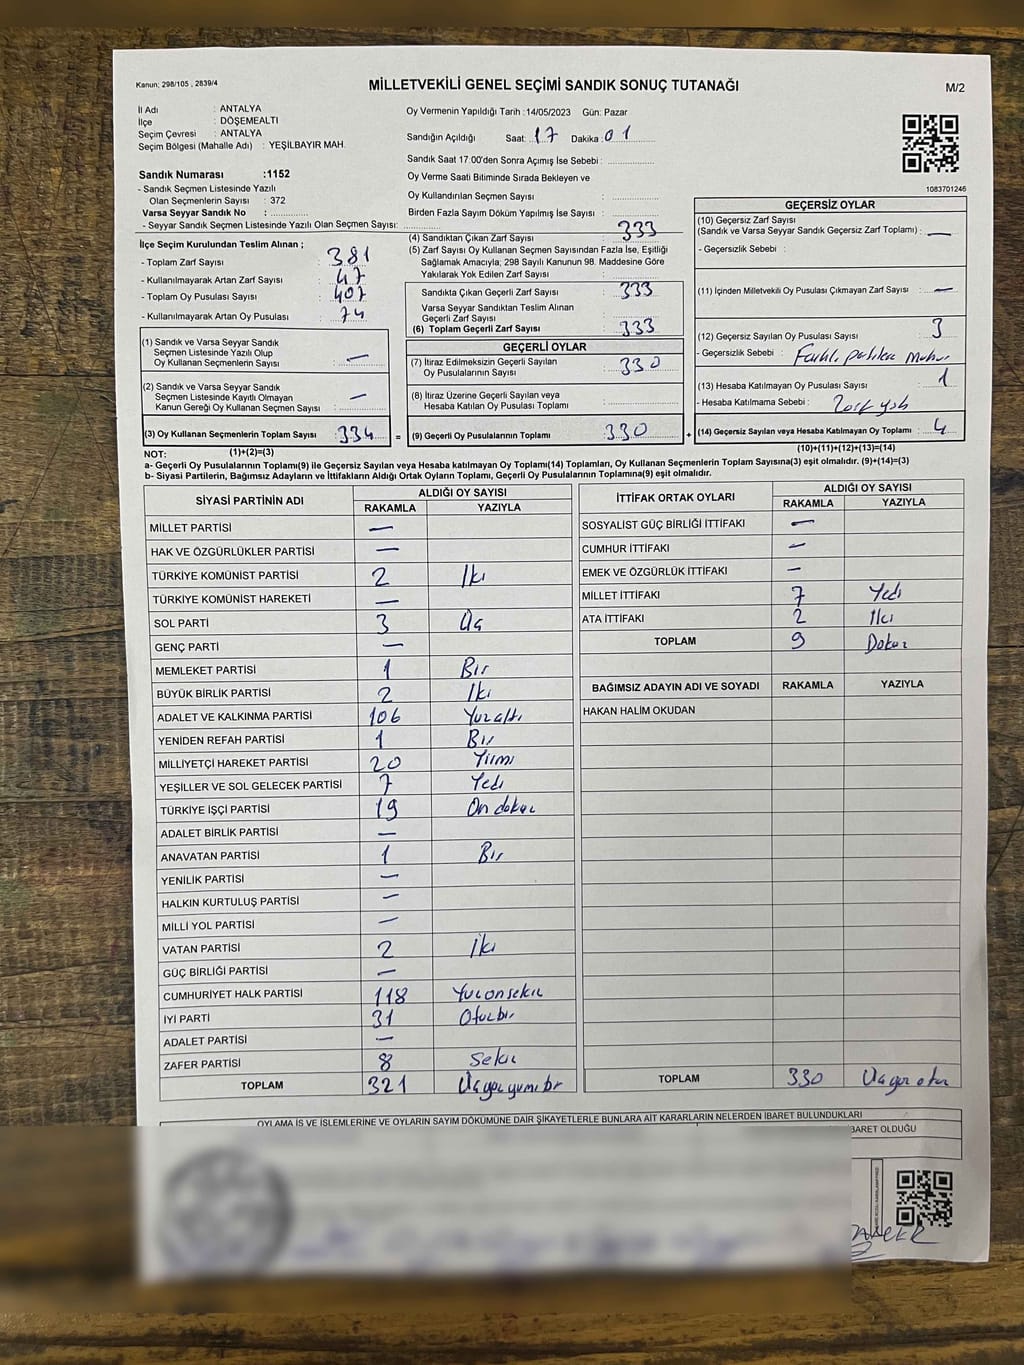 Kanun; 298/105 , 2839/4
MİLLETVEKİLİ GENEL SEÇİMİ SANDIK SONUÇ TUTANAĞI
M/2
İl Adı : ANTALYA
İlçe : DÖŞEMEALTI
Seçim Çevresi : ANTALYA
Seçim Bölgesi (Mahalle Adı) : YEŞİLBAYIR MAH.
Oy Vermenin Yapıldığı Tarih :14/05/2023 Gün: Pazar
Sandığın Açıldığı Saat: 17 Dakika: 01
Sandık Saat 17.00'den Sonra Açımış İse Sebebi :
Oy Verme Saati Bitiminde Sırada Bekleyen ve
Oy Kullandırılan Seçmen Sayısı :
Birden Fazla Sayım Döküm Yapılmış İse Sayısı :
1083701246
Sandık Numarası :1152
- Sandık Seçmen Listesinde Yazılı
Olan Seçmenlerin Sayısı : 372
Varsa Seyyar Sandık No :
- Seyyar Sandık Seçmen Listesinde Yazılı Olan Seçmen Sayısı:
İlçe Seçim Kurulundan Teslim Alınan ;
- Toplam Zarf Sayısı : 381
- Kullanılmayarak Artan Zarf Sayısı : 47
- Toplam Oy Pusulası Sayısı : 407
- Kullanılmayarak Artan Oy Pusulası : 74
(1) Sandık ve Varsa Seyyar Sandık
Seçmen Listesinde Yazılı Olup
Oy Kullanan Seçmenlerin Sayısı : —
(2) Sandık ve Varsa Seyyar Sandık
Seçmen Listesinde Kayıtlı Olmayan
Kanun Gereği Oy Kullanan Seçmen Sayısı : —
(3) Oy Kullanan Seçmenlerin Toplam Sayısı : 334
(4) Sandıktan Çıkan Zarf Sayısı : 333
(5) Zarf Sayısı Oy Kullanan Seçmen Sayısından Fazla İse, Eşitliği
Sağlamak Amacıyla; 298 Sayılı Kanunun 98. Maddesine Göre
Yakılarak Yok Edilen Zarf Sayısı :
Sandıkta Çıkan Geçerli Zarf Sayısı : 333
Varsa Seyyar Sandıktan Teslim Alınan
Geçerli Zarf Sayısı :
(6) Toplam Geçerli Zarf Sayısı : 333
GEÇERLİ OYLAR
(7) İtiraz Edilmeksizin Geçerli Sayılan
Oy Pusulalarının Sayısı : 330
(8) İtiraz Üzerine Geçerli Sayılan veya
Hesaba Katılan Oy Pusulası Toplamı :
= (9) Geçerli Oy Pusulalarının Toplamı : 330 +
GEÇERSİZ OYLAR
(10) Geçersiz Zarf Sayısı
(Sandık ve Varsa Seyyar Sandık Geçersiz Zarf Toplamı) : —
- Geçersizlik Sebebi :
(11) İçinden Milletvekili Oy Pusulası Çıkmayan Zarf Sayısı : —
(12) Geçersiz Sayılan Oy Pusulası Sayısı : 3
- Geçersizlik Sebebi :
(13) Hesaba Katılmayan Oy Pusulası Sayısı : 1
- Hesaba Katılmama Sebebi : Zarf yok
(14) Geçersiz Sayılan veya Hesaba Katılmayan Oy Toplamı : 4
NOT: (1)+(2)=(3) (10)+(11)+(12)+(13)=(14)
a- Geçerli Oy Pusulalarının Toplamı(9) ile Geçersiz Sayılan veya Hesaba katılmayan Oy Toplamı(14) Toplamları, Oy Kullanan Seçmenlerin Toplam Sayısına(3) eşit olmalıdır. (9)+(14)=(3)
b- Siyasi Partilerin, Bağımsız Adayların ve İttifakların Aldığı Ortak Oyların Toplamı, Geçerli Oy Pusulalarının Toplamına(9) eşit olmalıdır.
SİYASİ PARTİNİN ADI ALDIĞI OY SAYISI
RAKAMLA YAZIYLA
MİLLET PARTİSİ —
HAK VE ÖZGÜRLÜKLER PARTİSİ —
TÜRKİYE KOMÜNİST PARTİSİ 2 İki
TÜRKİYE KOMÜNİST HAREKETİ —
SOL PARTİ 3 Üç
GENÇ PARTİ —
MEMLEKET PARTİSİ 1 Bir
BÜYÜK BİRLİK PARTİSİ 2 İki
ADALET VE KALKINMA PARTİSİ 106 Yüzaltı
YENİDEN REFAH PARTİSİ 1 Bir
MİLLİYETÇİ HAREKET PARTİSİ 20 Yirmi
YEŞİLLER VE SOL GELECEK PARTİSİ 7 Yedi
TÜRKİYE İŞÇİ PARTİSİ 19 On dokuz
ADALET BİRLİK PARTİSİ —
ANAVATAN PARTİSİ 1 Bir
YENİLİK PARTİSİ —
HALKIN KURTULUŞ PARTİSİ —
MİLLİ YOL PARTİSİ —
VATAN PARTİSİ 2 İki
GÜÇ BİRLİĞİ PARTİSİ —
CUMHURİYET HALK PARTİSİ 118 Yüzonsekiz
İYİ PARTİ 31 Otuzbir
ADALET PARTİSİ —
ZAFER PARTİSİ 8 Sekiz
TOPLAM 321 Üçyüzyirmibir
İTTİFAK ORTAK OYLARI ALDIĞI OY SAYISI
RAKAMLA YAZIYLA
SOSYALİST GÜÇ BİRLİĞİ İTTİFAKI —
CUMHUR İTTİFAKI —
EMEK VE ÖZGÜRLÜK İTTİFAKI —
MİLLET İTTİFAKI 7 Yedi
ATA İTTİFAKI 2 İki
TOPLAM 9 Dokuz
BAĞIMSIZ ADAYIN ADI VE SOYADI RAKAMLA YAZIYLA
HAKAN HALİM OKUDAN
TOPLAM 330 Üçyüz otuz
OYLAMA İŞ VE İŞLEMLERİNE VE OYLARIN SAYIM DÖKÜMÜNE DAİR ŞİKAYETLERLE BUNLARA AİT KARARLARIN NELERDEN İBARET BULUNDUKLARI
İBARET OLDUĞU